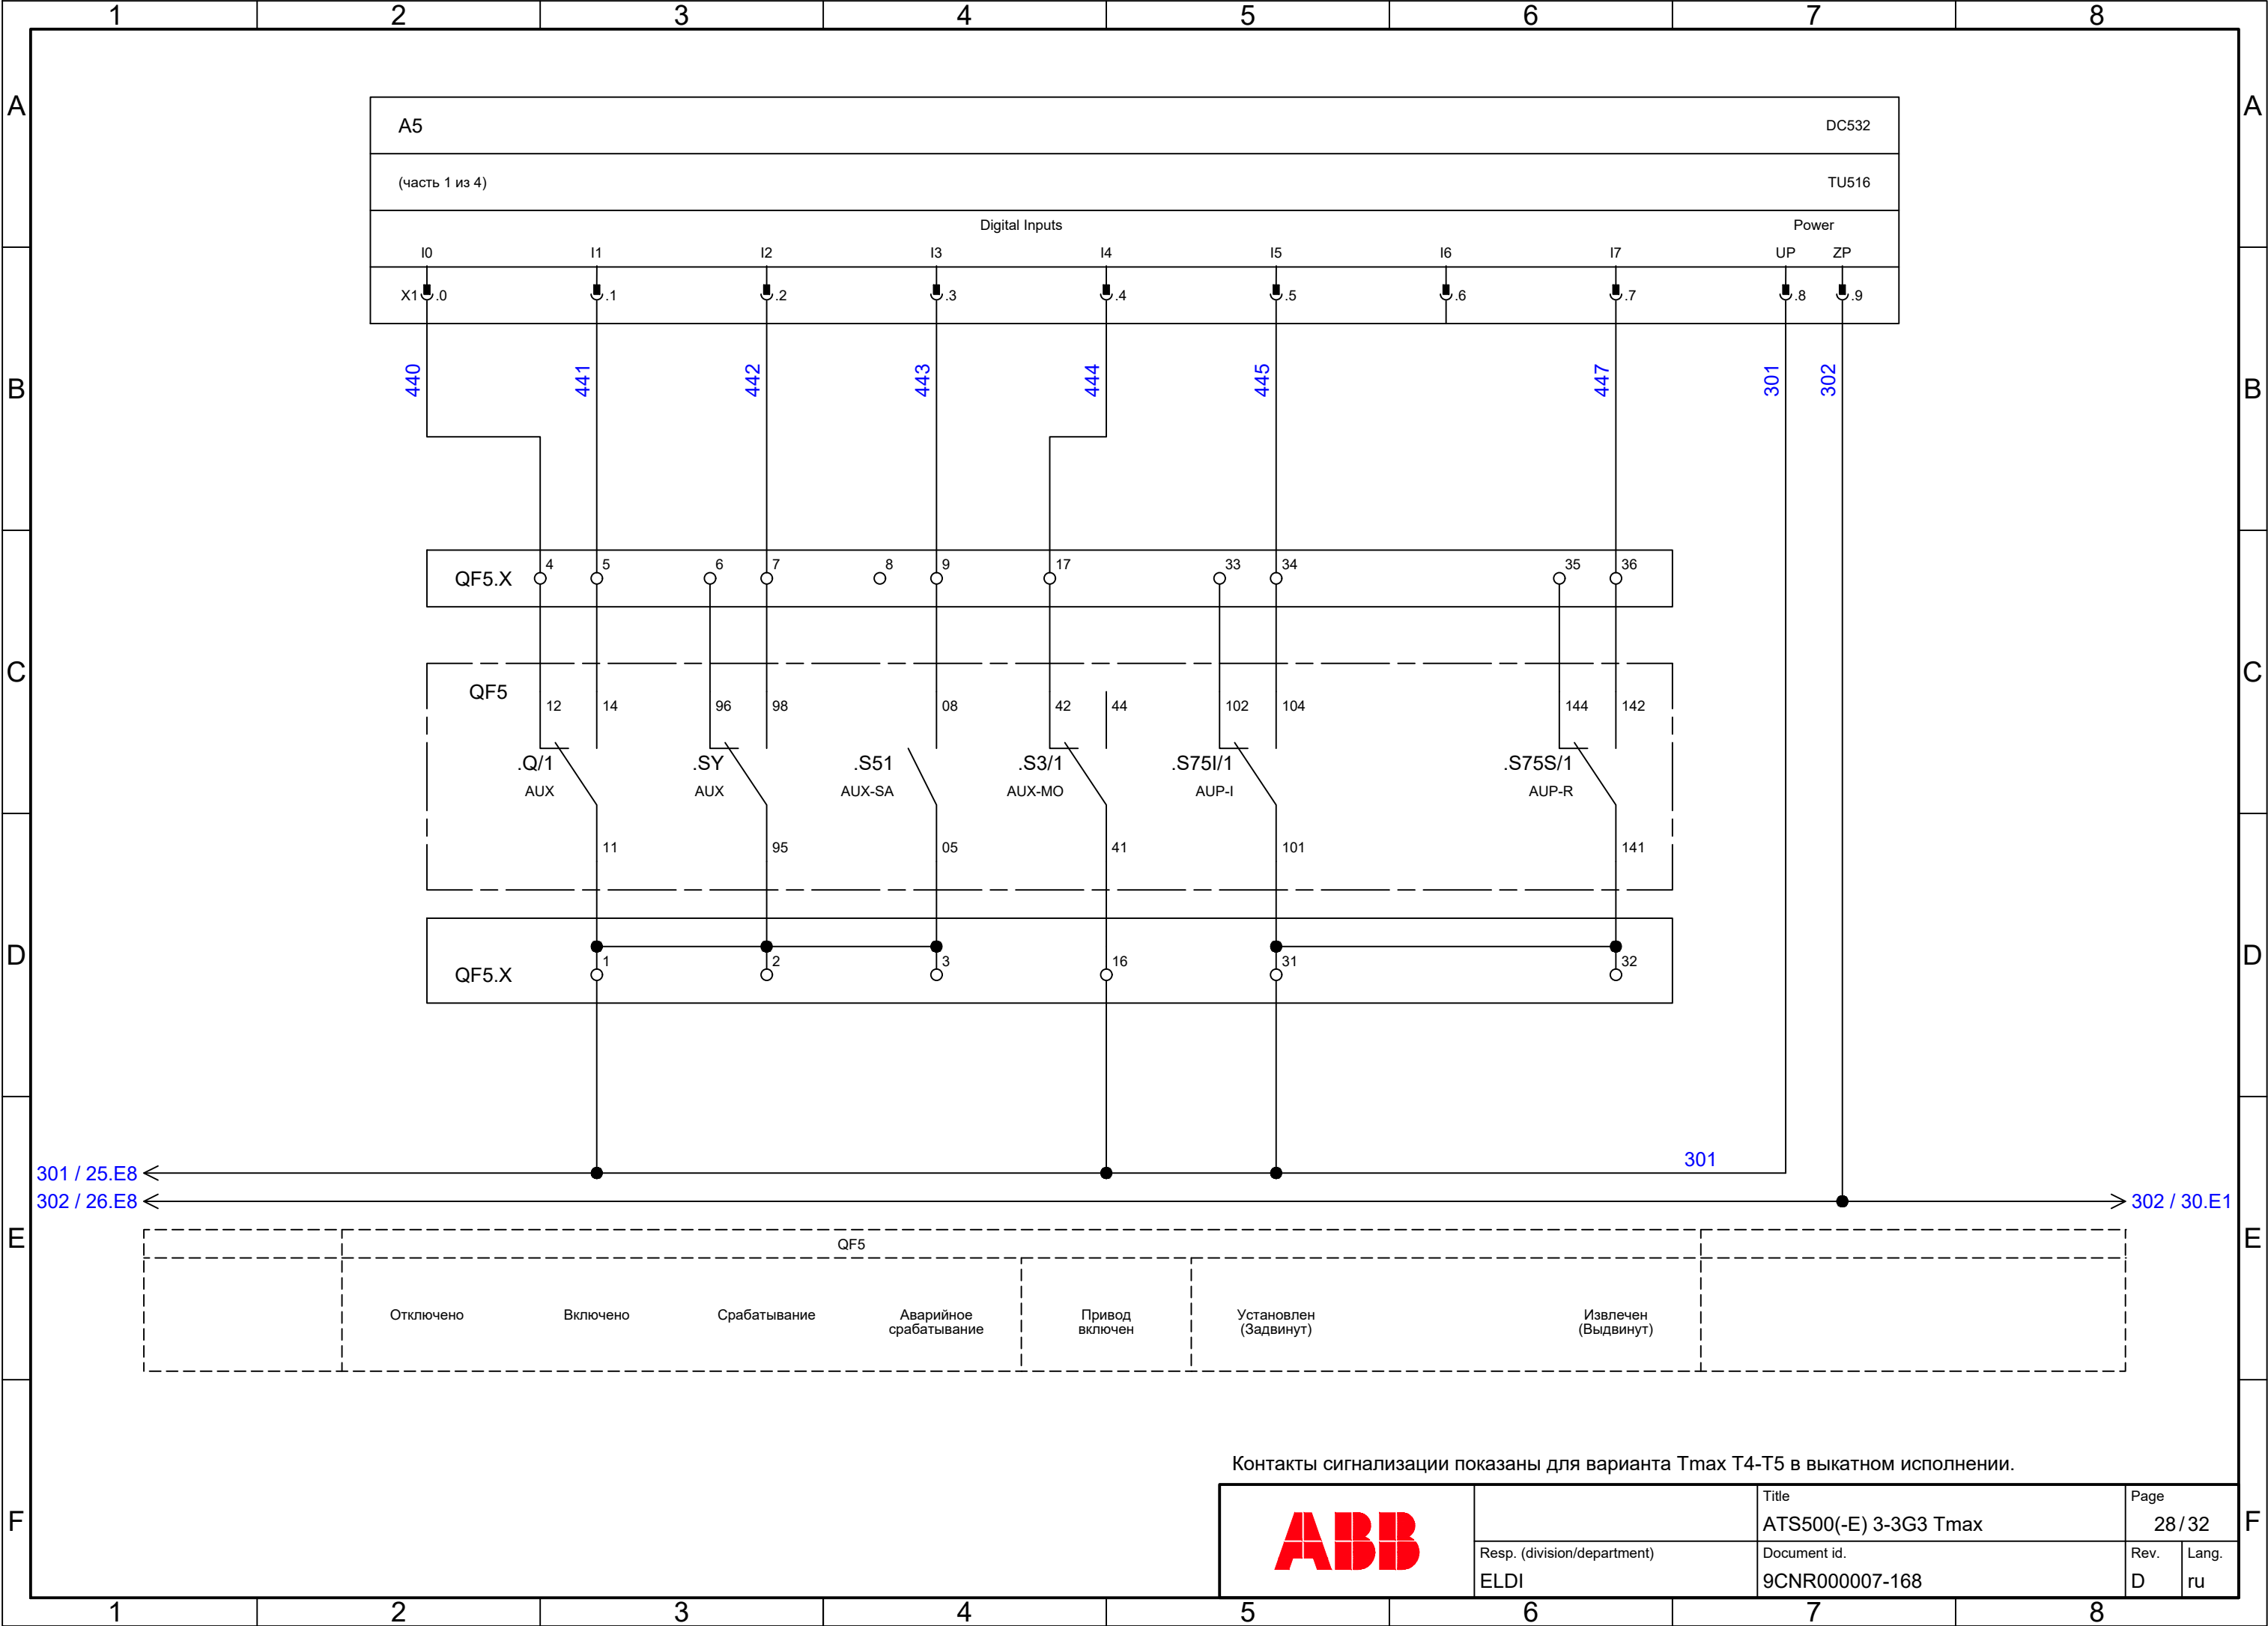 1 2 3 4 5 6 7 8
A A
A5 DC532
(часть 1 из 4) TU516
Digital Inputs Power
I0 I1 I2 I3 I4 I5 I6 I7 UP ZP
X1 .0 .1 .2 .3 .4 .5 .6 .7 .8 .9
440 441 442 443 444 445 447 301 302
B B
QF5.X 4 5 6 7 8 9 17 33 34 35 36
C C
QF5
12 14 96 98 08 42 44 102 104 144 142
.Q/1 .SY .S51 .S3/1 .S75I/1 .S75S/1
AUX AUX AUX-SA AUX-MO AUP-I AUP-R
11 95 05 41 101 141
D D
QF5.X 1 2 3 16 31 32
301
301 / 25.E8
302 / 26.E8 302 / 30.E1
E E
QF5
Отключено Включено Срабатывание Аварийное Привод Установлен Извлечен
срабатывание включен (Задвинут) (Выдвинут)
Контакты сигнализации показаны для варианта Tmax T4-T5 в выкатном исполнении.
F F
ABB
Title Page
ATS500(-E) 3-3G3 Tmax 28/32
Resp. (division/department) Document id. Rev. Lang.
ELDI 9CNR000007-168 D ru
1 2 3 4 5 6 7 8